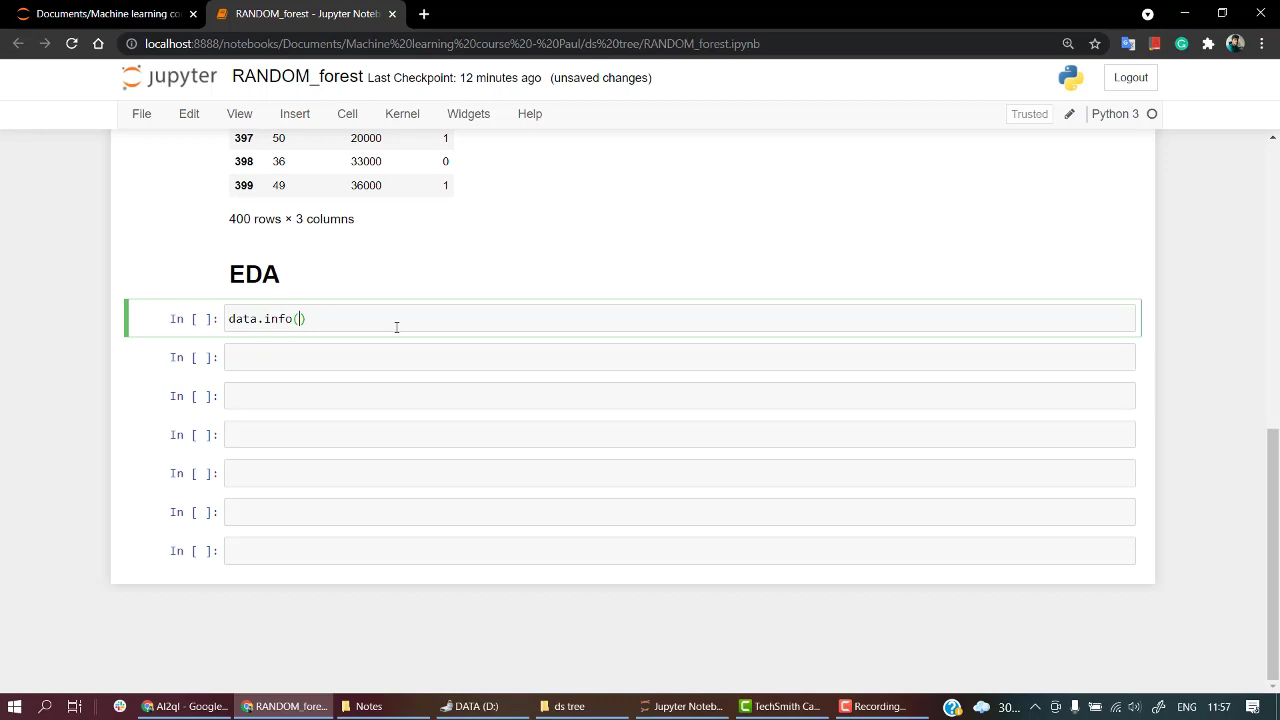 Documents/Machine learning co
RANDOM_forest - Jupyter Noteb
localhost:8888/notebooks/Documents/Machine%20learning%20course%20-%20Paul/ds%20tree/RANDOM_forest.ipynb
jupyter RANDOM_forest Last Checkpoint: 12 minutes ago (unsaved changes) Logout
File Edit View Insert Cell Kernel Widgets Help Trusted Python 3
397 50 20000 1
398 36 33000 0
399 49 36000 1
400 rows × 3 columns
EDA
In [ ]: data.info()
In [ ]:
In [ ]:
In [ ]:
In [ ]:
In [ ]:
In [ ]:
AI2ql - Google... RANDOM_fore... Notes DATA (D:) ds tree Jupyter Noteb... TechSmith Ca... Recording... 30... ENG 11:57